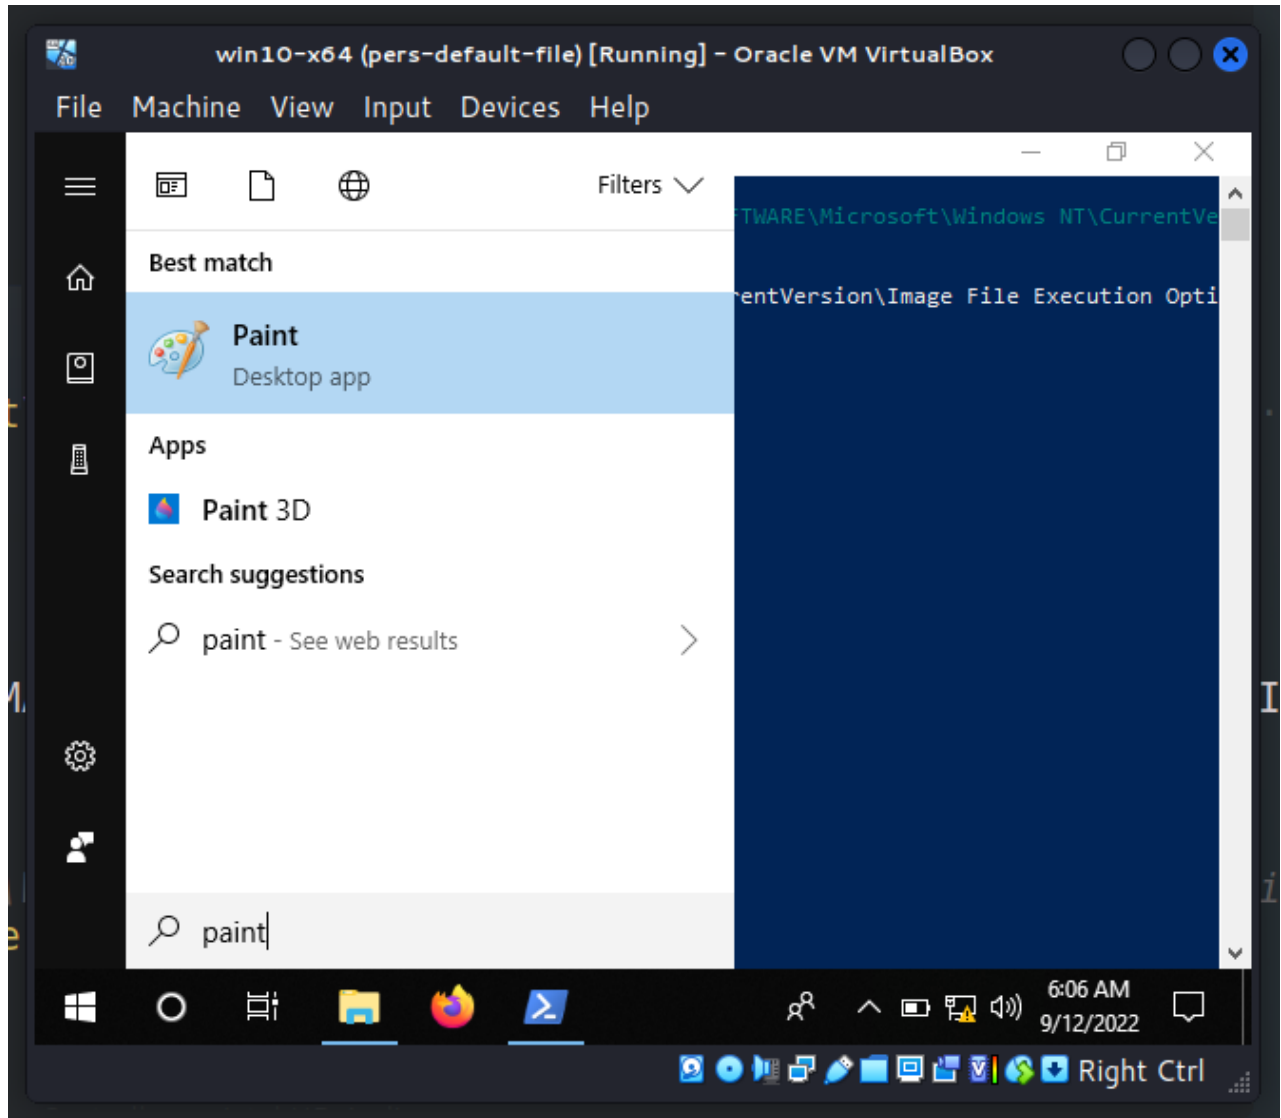 win10-x64 (pers-default-file) [Running] - Oracle VM VirtualBox
File Machine View Input Devices Help
Filters
FTWARE\Microsoft\Windows NT\CurrentVe
Best match
rentVersion\Image File Execution Opti
Paint
Desktop app
Apps
Paint 3D
Search suggestions
paint - See web results
paint
6:06 AM
9/12/2022
Right Ctrl